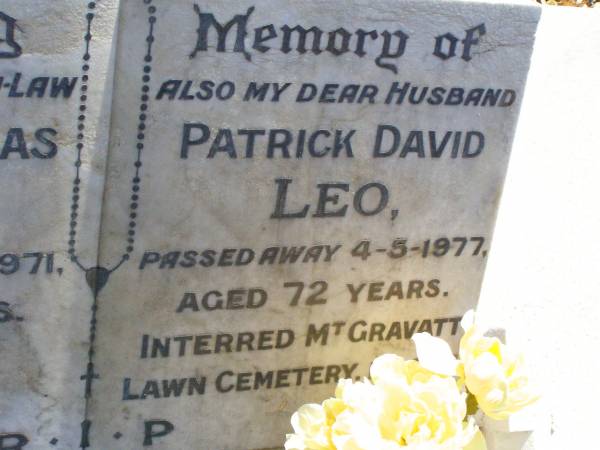 -LAW
AS
971,
S.
Memory of
ALSO MY DEAR HUSBAND
PATRICK DAVID
LEO,
PASSED AWAY 4-5-1977,
AGED 72 YEARS.
INTERRED MT GRAVATT
LAWN CEMETERY,
R·I·P